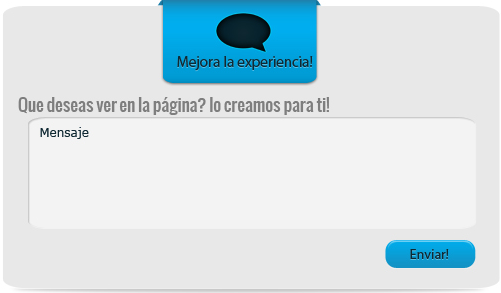 Mejora la experiencia!
Que deseas ver en la página? lo creamos para ti!
Mensaje
Enviar!